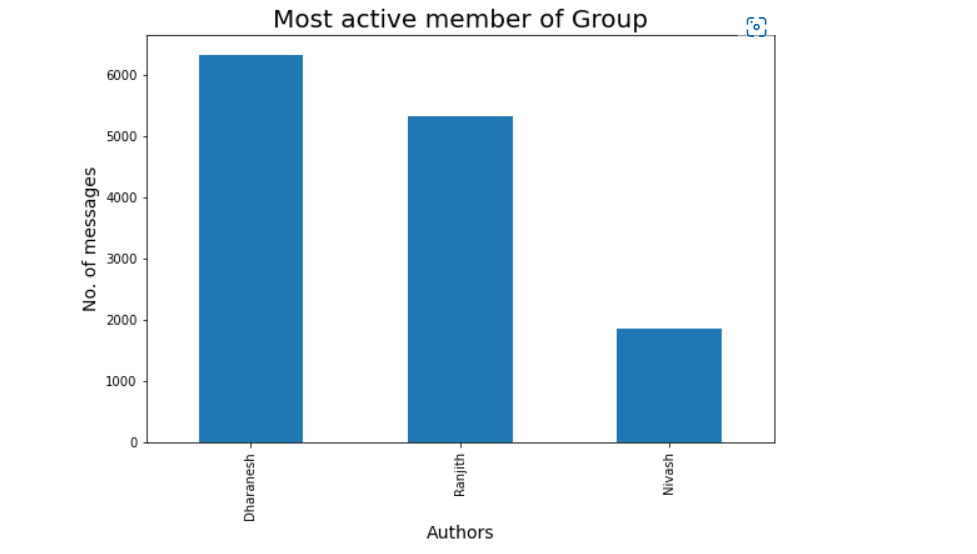 Most active member of Group
No. of messages
6000
5000
4000
3000
2000
1000
0
Dharanesh
Ranjith
Nivash
Authors